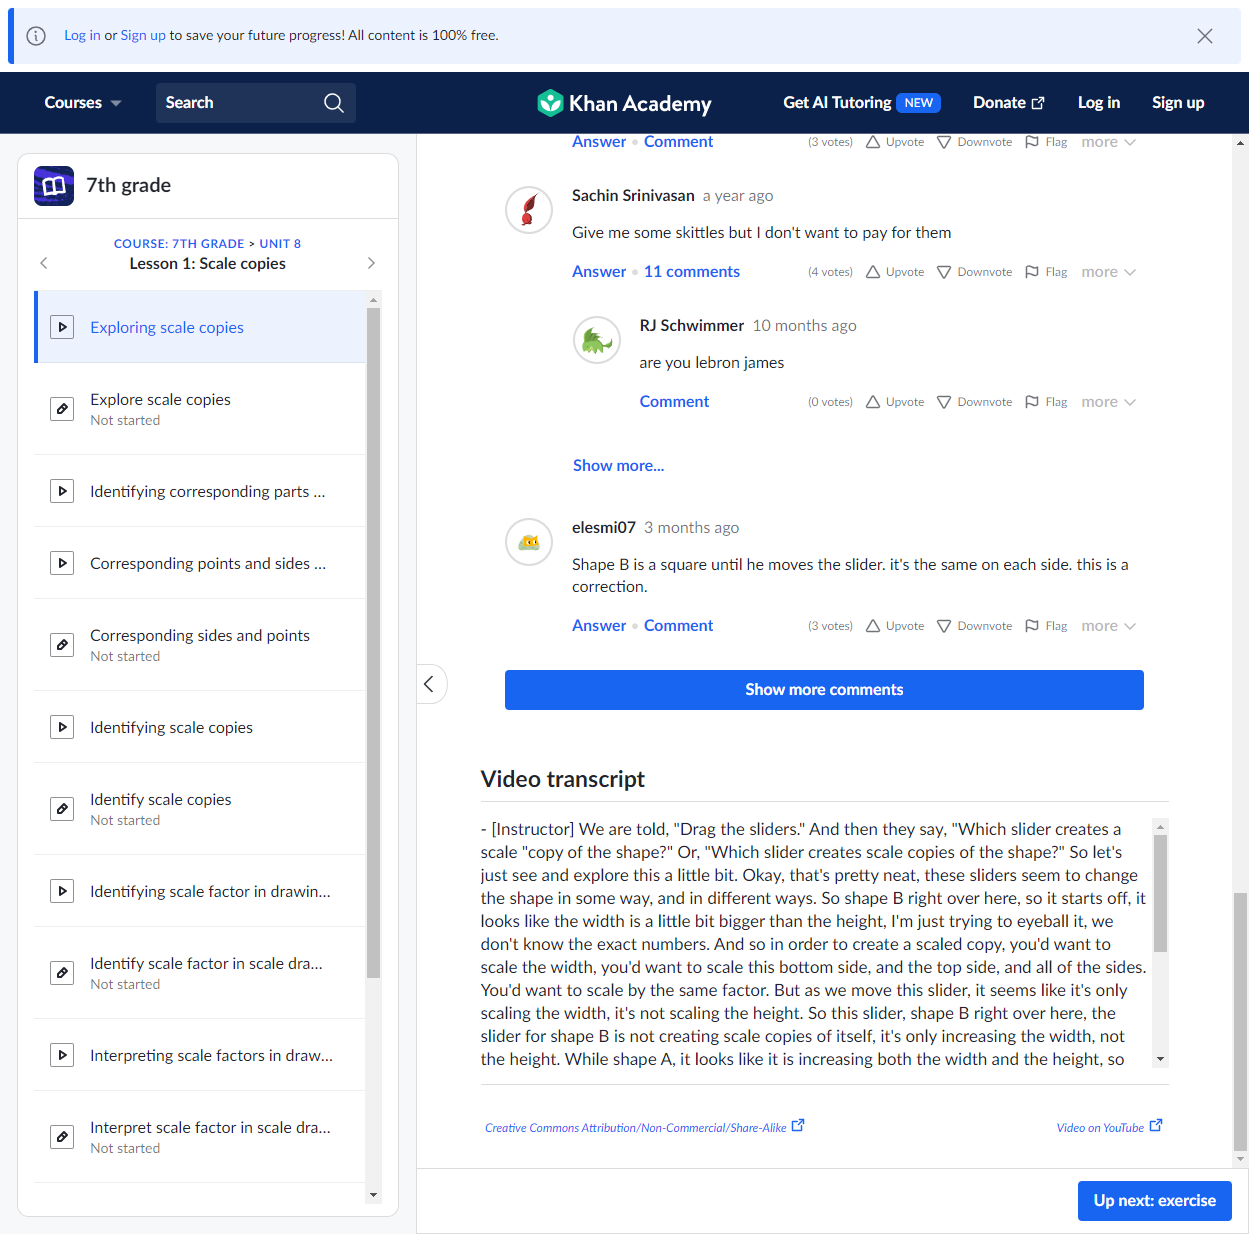 Log in or Sign up to save your future progress! All content is 100% free.
Courses
Search
Khan Academy
Get AI Tutoring NEW
Donate
Log in
Sign up
7th grade
COURSE: 7TH GRADE > UNIT 8
Lesson 1: Scale copies
Exploring scale copies
Explore scale copies
Not started
Identifying corresponding parts ...
Corresponding points and sides ...
Corresponding sides and points
Not started
Identifying scale copies
Identify scale copies
Not started
Identifying scale factor in drawin...
Identify scale factor in scale dra...
Not started
Interpreting scale factors in draw...
Interpret scale factor in scale dra...
Not started
Answer • Comment (3 votes) Upvote Downvote Flag more
Sachin Srinivasan a year ago
Give me some skittles but I don't want to pay for them
Answer • 11 comments (4 votes) Upvote Downvote Flag more
RJ Schwimmer 10 months ago
are you lebron james
Comment (0 votes) Upvote Downvote Flag more
Show more...
elesmi07 3 months ago
Shape B is a square until he moves the slider. it's the same on each side. this is a
correction.
Answer • Comment (3 votes) Upvote Downvote Flag more
Show more comments
Video transcript
- [Instructor] We are told, "Drag the sliders." And then they say, "Which slider creates a
scale "copy of the shape?" Or, "Which slider creates scale copies of the shape?" So let's
just see and explore this a little bit. Okay, that's pretty neat, these sliders seem to change
the shape in some way, and in different ways. So shape B right over here, so it starts off, it
looks like the width is a little bit bigger than the height, I'm just trying to eyeball it, we
don't know the exact numbers. And so in order to create a scaled copy, you'd want to
scale the width, you'd want to scale this bottom side, and the top side, and all of the sides.
You'd want to scale by the same factor. But as we move this slider, it seems like it's only
scaling the width, it's not scaling the height. So this slider, shape B right over here, the
slider for shape B is not creating scale copies of itself, it's only increasing the width, not
the height. While shape A, it looks like it is increasing both the width and the height, so
Creative Commons Attribution/Non-Commercial/Share-Alike
Video on YouTube
Up next: exercise